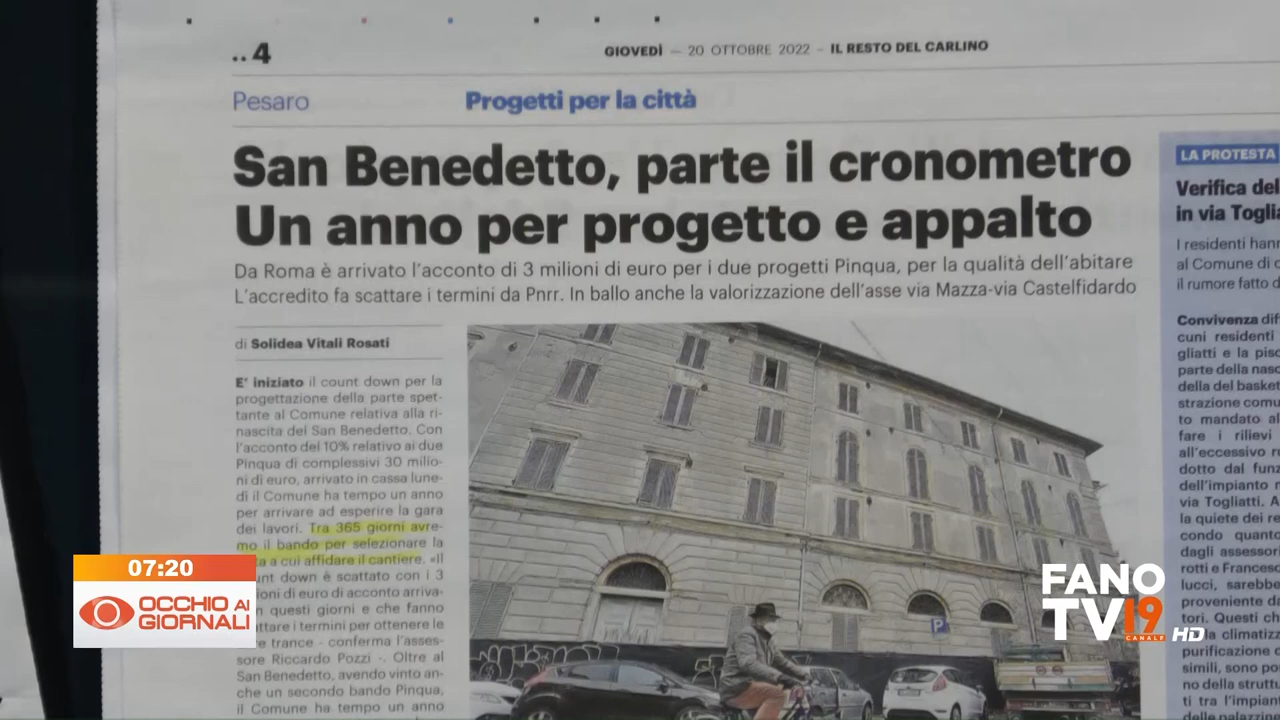 ..4
GIOVEDÌ — 20 OTTOBRE 2022 – IL RESTO DEL CARLINO
Pesaro
Progetti per la città
San Benedetto, parte il cronometro
Un anno per progetto e appalto
Da Roma è arrivato l'acconto di 3 milioni di euro per i due progetti Pinqua, per la qualità dell'abitare
L'accredito fa scattare i termini da Pnrr. In ballo anche la valorizzazione dell'asse via Mazza-via Castelfidardo
di Solidea Vitali Rosati
E' iniziato il count down per la
progettazione della parte spet-
tante al Comune relativa alla ri-
nascita del San Benedetto. Con
l'acconto del 10% relativo ai due
Pinqua di complessivi 30 milio-
ni di euro, arrivato in cassa lune-
dì il Comune ha tempo un anno
per arrivare ad esperire la gara
dei lavori. Tra 365 giorni avre-
mo il bando per selezionare la
ta a cui affidare il cantiere. «Il
unt down è scattato con i 3
oni di euro di acconto arriva-
n questi giorni e che fanno
attare i termini per ottenere le
re trance - conferma l'asses-
sore Riccardo Pozzi -. Oltre al
San Benedetto, avendo vinto an-
che un secondo bando Pinqua,
il Comune ha tempo un anno
LA PROTESTA
Verifica del
in via Toglia
I residenti hann
al Comune di c
il rumore fatto d
Convivenza dif
cuni residenti
gliatti e la pisc
parte della nasc
della del basket
strazione comu
to mandato al
fare i rilievi
all'eccessivo ru
dotto dal funz
dell'impianto n
via Togliatti. A
la quiete dei re
condo quanto
dagli assessor
rotti e Francesc
lucci, sarebbe
proveniente da
tori. Questi ch
la climatizz
purificazione d
simili, sono po
no della struttu
ti tra l'impian
P
07:20
OCCHIO AI
GIORNALI
FANO
TV19
CANALE
HD